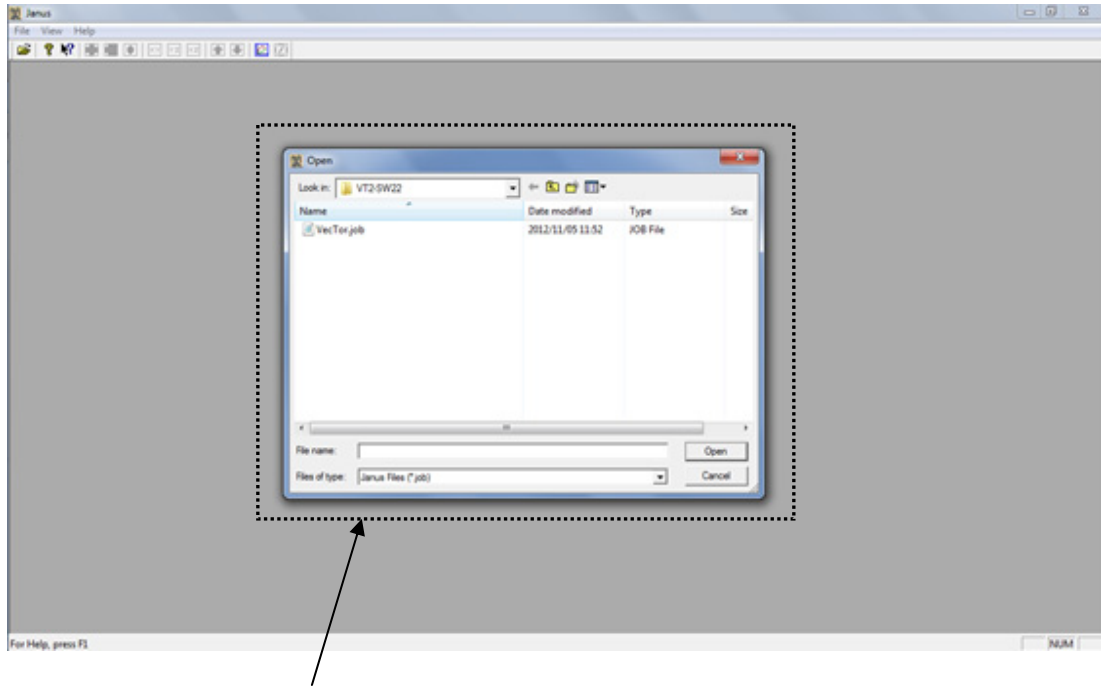 Janus
File View Help
Open
Look in: VT2-SW22
Name Date modified Type Size
VecTor.job 2012/11/05 11:52 JOB File
File name: Open
Files of type: Janus Files (*.job) Cancel
For Help, press F1 NUM